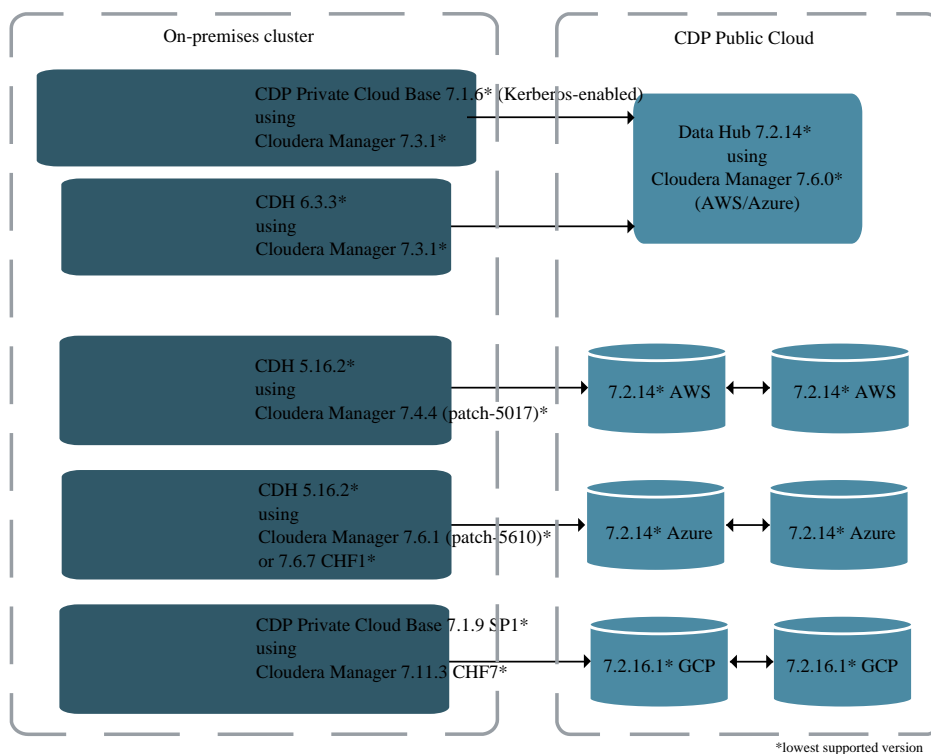 On-premises cluster
CDP Public Cloud
CDP Private Cloud Base 7.1.6* (Kerberos-enabled)
using
Cloudera Manager 7.3.1*
Data Hub 7.2.14*
using
Cloudera Manager 7.6.0*
(AWS/Azure)
CDH 6.3.3*
using
Cloudera Manager 7.3.1*
CDH 5.16.2*
using
Cloudera Manager 7.4.4 (patch-5017)*
7.2.14* AWS
7.2.14* AWS
CDH 5.16.2*
using
Cloudera Manager 7.6.1 (patch-5610)*
or 7.6.7 CHF1*
7.2.14* Azure
7.2.14* Azure
CDP Private Cloud Base 7.1.9 SP1*
using
Cloudera Manager 7.11.3 CHF7*
7.2.16.1* GCP
7.2.16.1* GCP
*lowest supported version